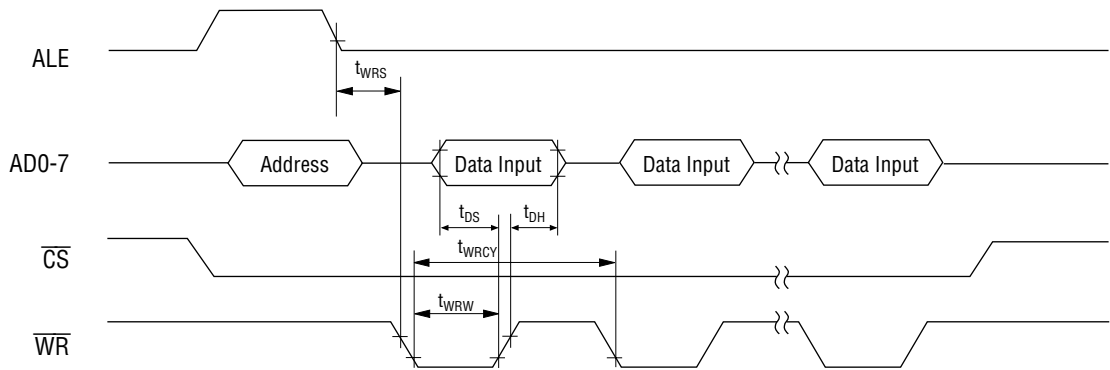 ALE
tWRS
AD0-7
Address
Data Input
Data Input
Data Input
tDS
tDH
CS
tWRCY
tWRW
WR